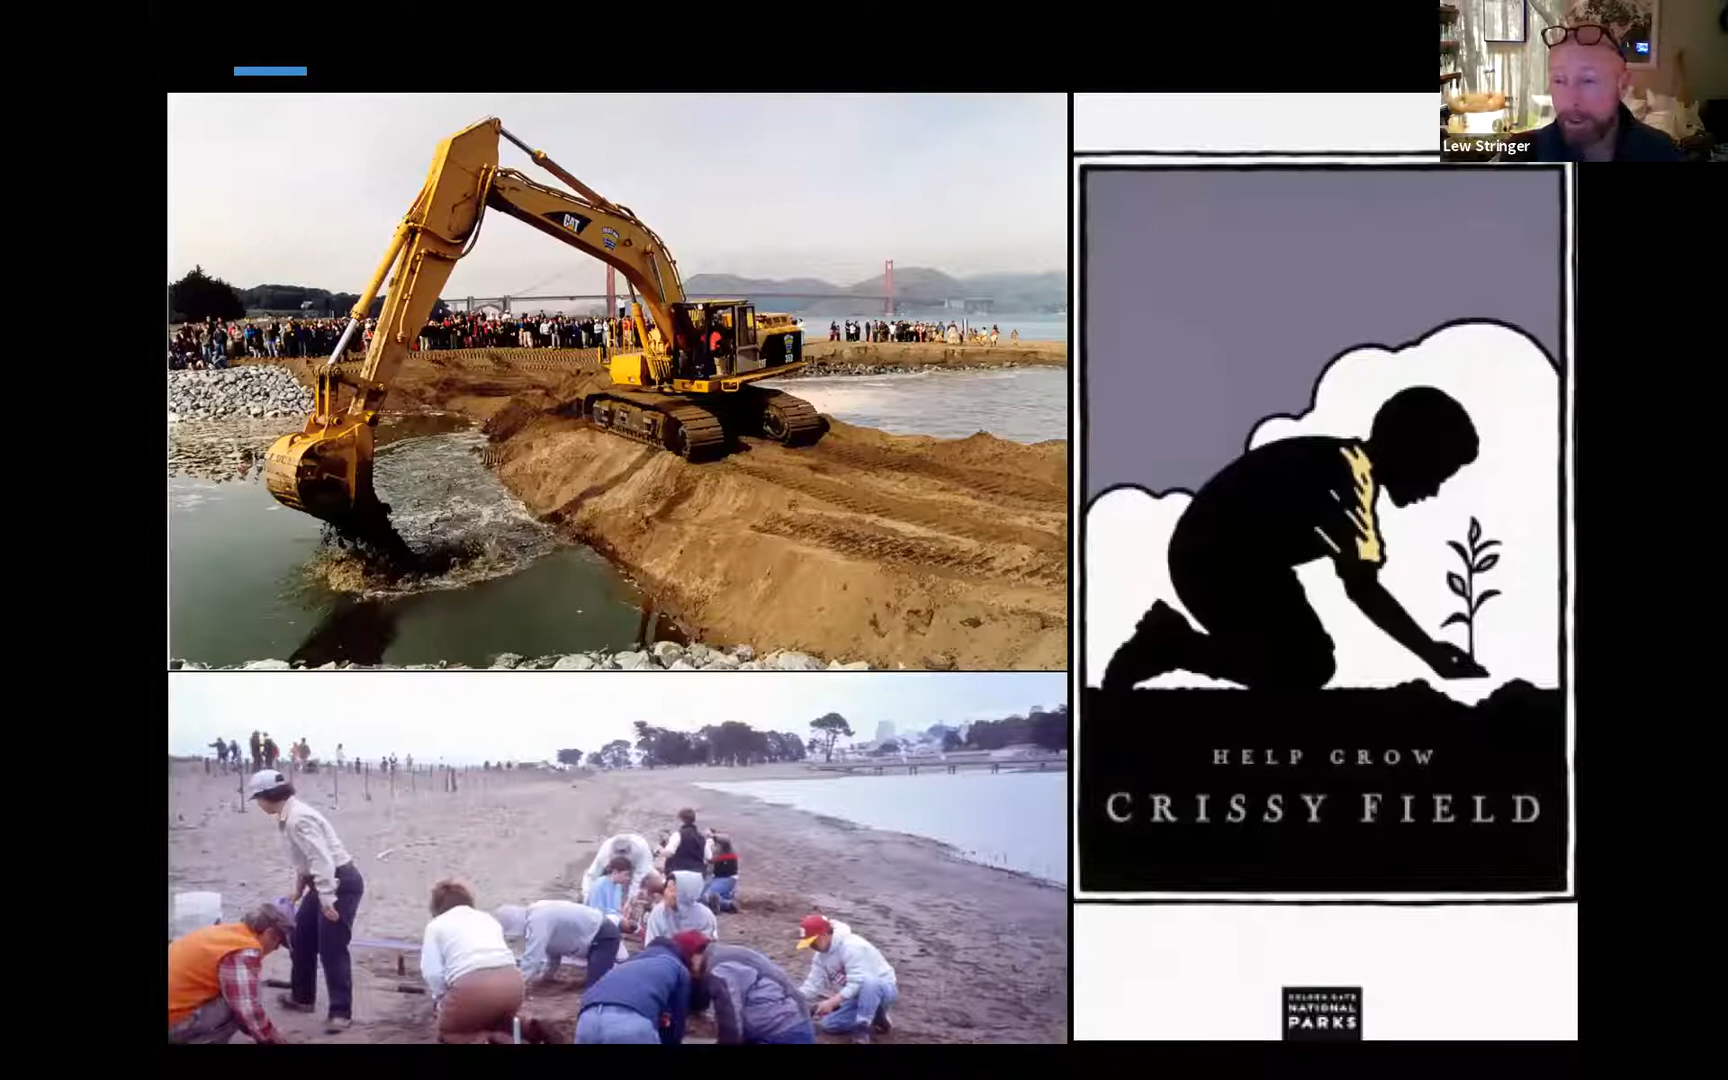 Lew Stringer
CAT
HELP GROW
CRISSY FIELD
GOLDEN GATE
NATIONAL
PARKS